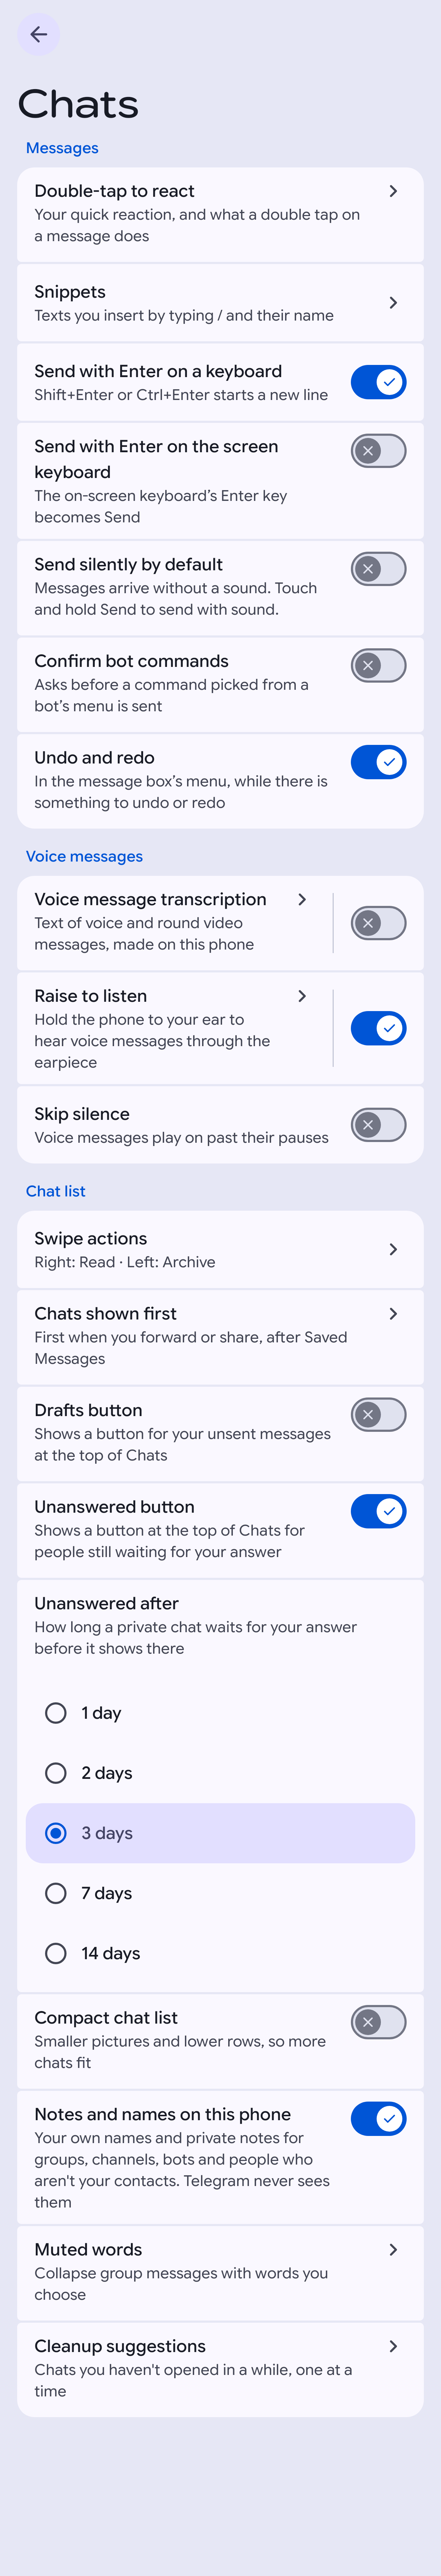 Chats
Messages
Double-tap to react
Your quick reaction, and what a double tap on
a message does
Snippets
Texts you insert by typing / and their name
Send with Enter on a keyboard
Shift+Enter or Ctrl+Enter starts a new line
Send with Enter on the screen
keyboard
The on-screen keyboard’s Enter key
becomes Send
Send silently by default
Messages arrive without a sound. Touch
and hold Send to send with sound.
Confirm bot commands
Asks before a command picked from a
bot’s menu is sent
Undo and redo
In the message box’s menu, while there is
something to undo or redo
Voice messages
Voice message transcription
Text of voice and round video
messages, made on this phone
Raise to listen
Hold the phone to your ear to
hear voice messages through the
earpiece
Skip silence
Voice messages play on past their pauses
Chat list
Swipe actions
Right: Read · Left: Archive
Chats shown first
First when you forward or share, after Saved
Messages
Drafts button
Shows a button for your unsent messages
at the top of Chats
Unanswered button
Shows a button at the top of Chats for
people still waiting for your answer
Unanswered after
How long a private chat waits for your answer
before it shows there
1 day
2 days
3 days
7 days
14 days
Compact chat list
Smaller pictures and lower rows, so more
chats fit
Notes and names on this phone
Your own names and private notes for
groups, channels, bots and people who
aren't your contacts. Telegram never sees
them
Muted words
Collapse group messages with words you
choose
Cleanup suggestions
Chats you haven't opened in a while, one at a
time